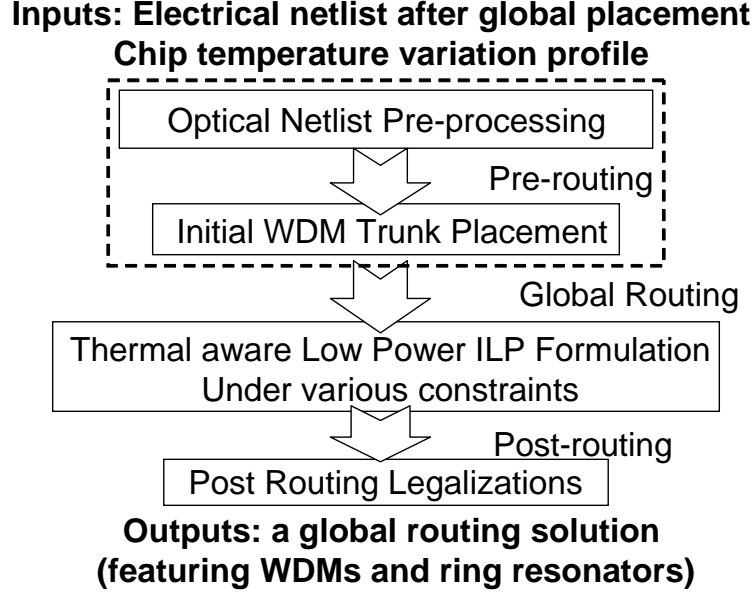 Inputs: Electrical netlist after global placement
Chip temperature variation profile
Optical Netlist Pre-processing
Pre-routing
Initial WDM Trunk Placement
Global Routing
Thermal aware Low Power ILP Formulation
Under various constraints
Post-routing
Post Routing Legalizations
Outputs: a global routing solution
(featuring WDMs and ring resonators)